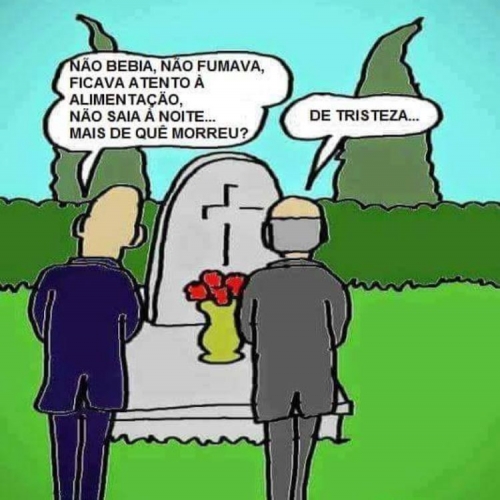 NÃO BEBIA, NÃO FUMAVA,
FICAVA ATENTO À
ALIMENTAÇÃO,
NÃO SAIA À NOITE...
MAIS DE QUÊ MORREU?
DE TRISTEZA...